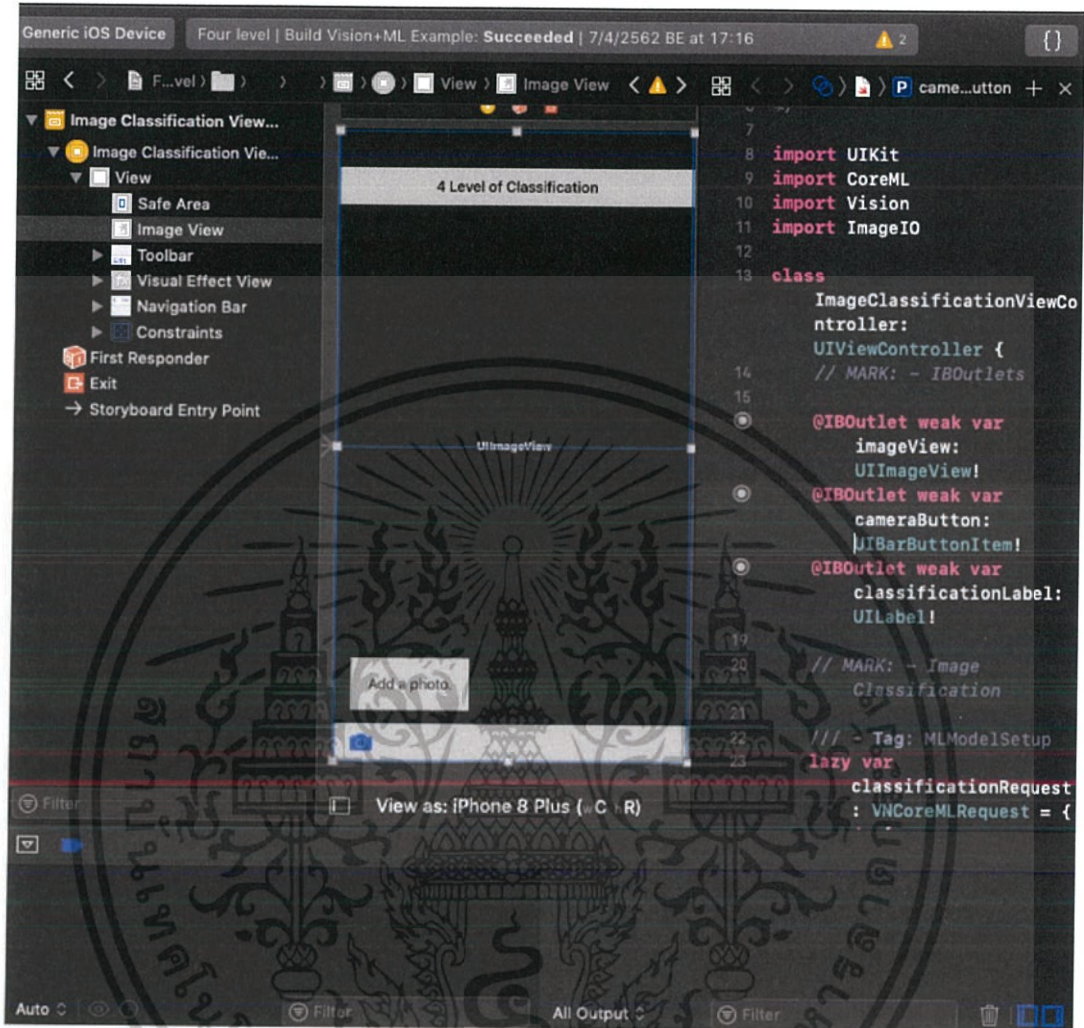 Generic iOS Device
Four level | Build Vision+ML Example: Succeeded | 7/4/2562 BE at 17:16
2
{ }
F...vel
View
Image View
came...utton
Image Classification View...
Image Classification Vie...
View
Safe Area
Image View
Toolbar
Visual Effect View
Navigation Bar
Constraints
First Responder
Exit
Storyboard Entry Point
Filter
4 Level of Classification
UIImageView
Add a photo.
View as: iPhone 8 Plus (wC hR)
7
8 import UIKit
9 import CoreML
10 import Vision
11 import ImageIO
12
13 class
ImageClassificationViewCo
ntroller:
UIViewController {
14 // MARK: - IBOutlets
15
@IBOutlet weak var
imageView:
UIImageView!
@IBOutlet weak var
cameraButton:
UIBarButtonItem!
@IBOutlet weak var
classificationLabel:
UILabel!
19
20 // MARK: - Image
Classification
21
22 /// - Tag: MLModelSetup
23 lazy var
classificationRequest
: VNCoreMLRequest = {
Auto
Filter
All Output
Filter